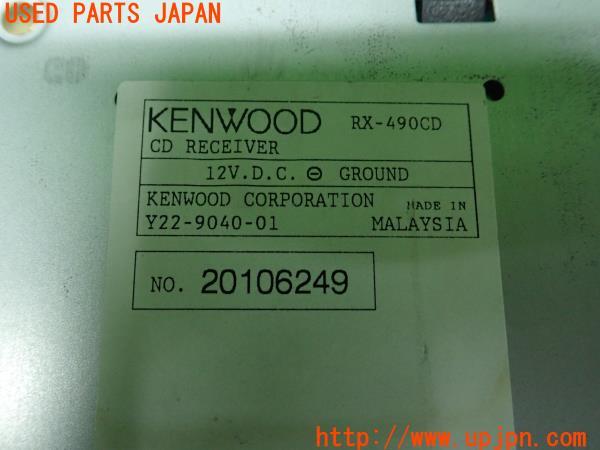 USED PARTS JAPAN
KENWOOD RX-490CD
CD RECEIVER
12V.D.C. ⊖ GROUND
KENWOOD CORPORATION MADE IN
Y22-9040-01 MALAYSIA
NO. 20106249
http://www.upjpn.com